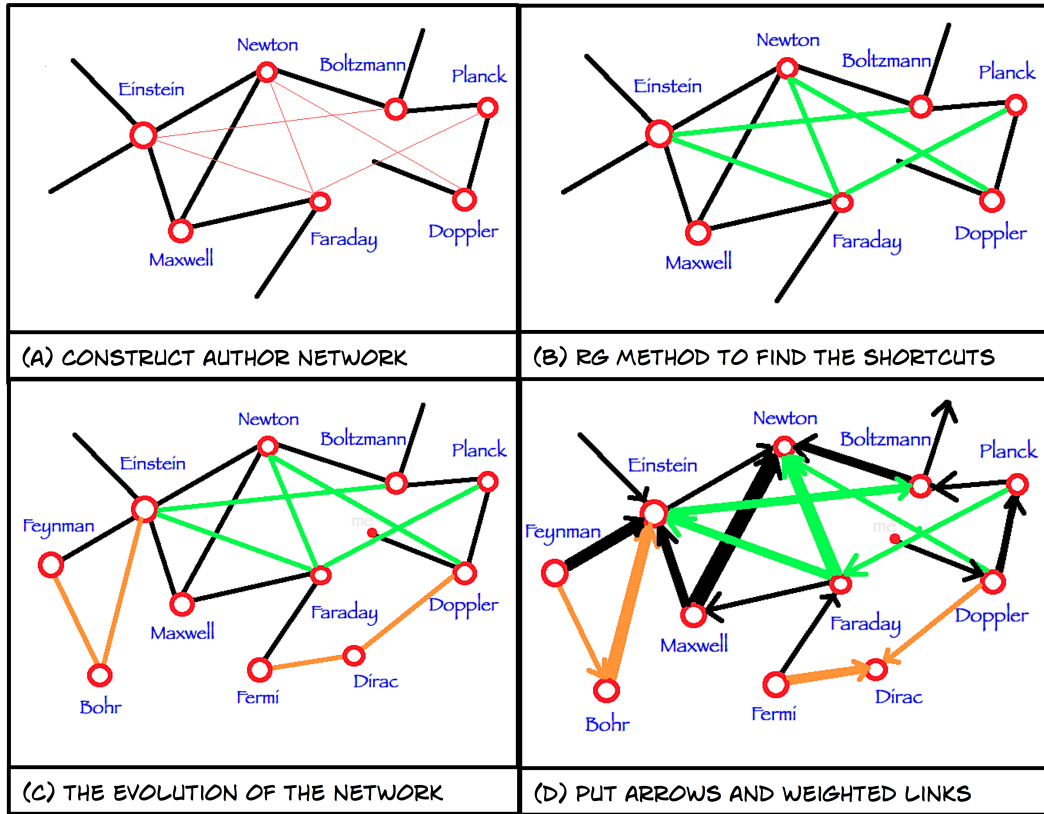 Newton
Boltzmann
Planck
Einstein
Maxwell
Faraday
Doppler
(A) CONSTRUCT AUTHOR NETWORK
Newton
Boltzmann
Planck
Einstein
Maxwell
Faraday
Doppler
(B) RG METHOD TO FIND THE SHORTCUTS
Newton
Boltzmann
Planck
Einstein
Feynman
me
Maxwell
Faraday
Doppler
Bohr
Fermi
Dirac
(C) THE EVOLUTION OF THE NETWORK
Newton
Boltzmann
Planck
Einstein
Feynman
me
Maxwell
Faraday
Doppler
Bohr
Fermi
Dirac
(D) PUT ARROWS AND WEIGHTED LINKS